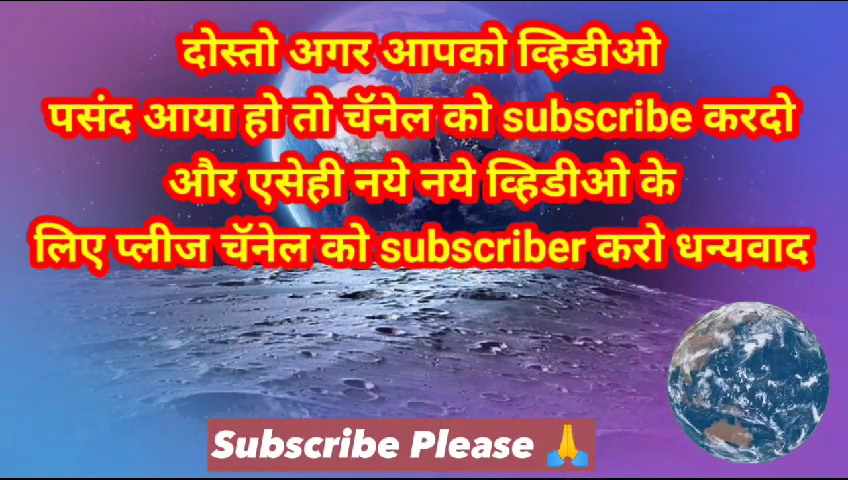 दोस्तो अगर आपको व्हिडीओ
पसंद आया हो तो चॅनेल को subscribe करदो
और एसेही नये नये व्हिडीओ के
लिए प्लीज चॅनेल को subscriber करो धन्यवाद
Subscribe Please 🙏